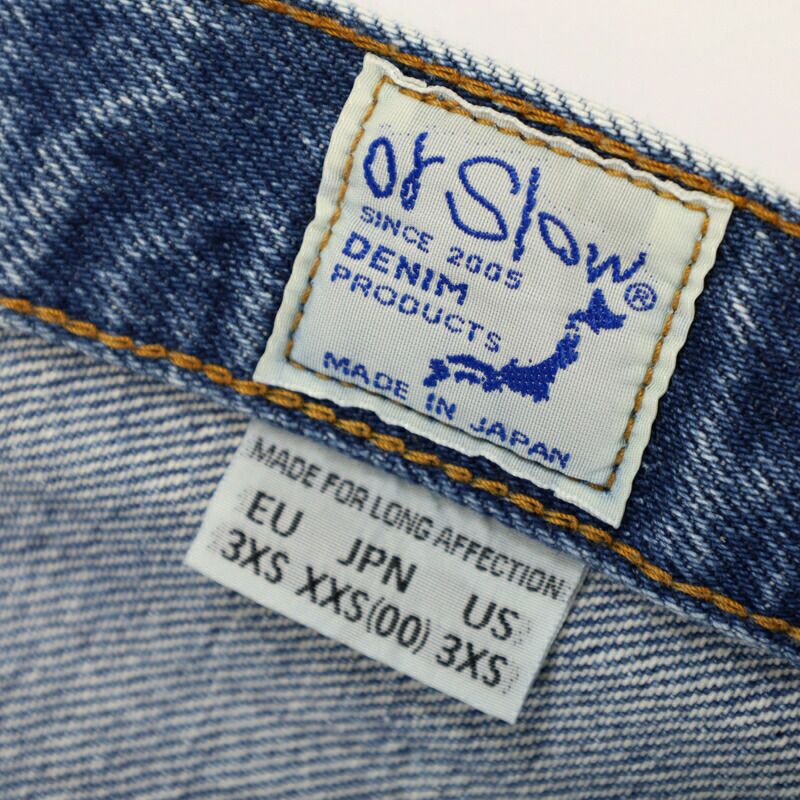 or Slow®
SINCE 2005
DENIM
PRODUCTS
MADE IN JAPAN
MADE FOR LONG AFFECTION
EU JPN US
3XS XXS(00) 3XS